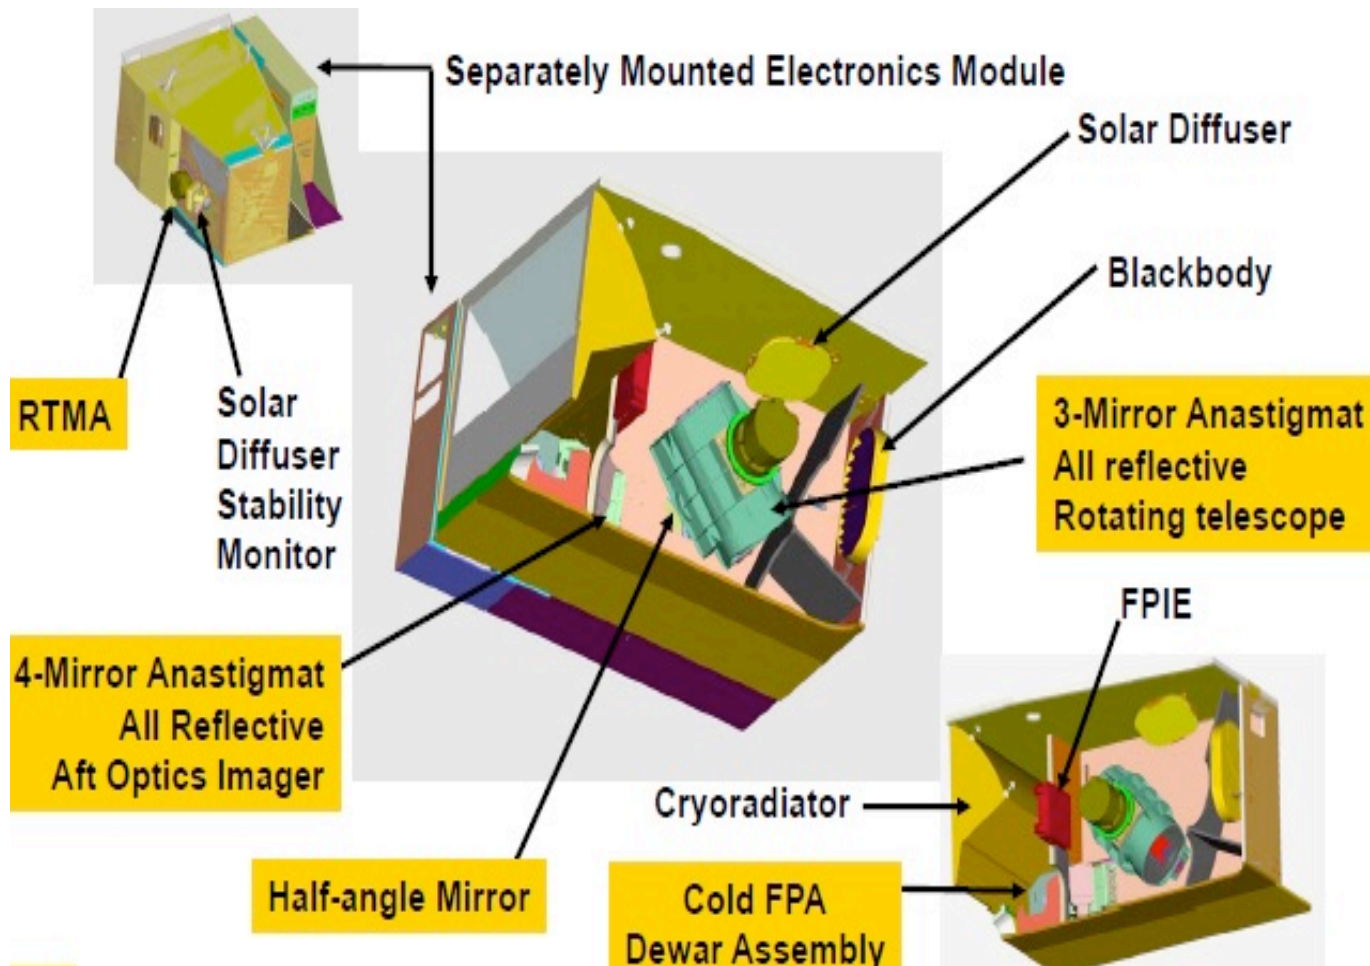 Separately Mounted Electronics Module
Solar Diffuser
Blackbody
RTMA
Solar
Diffuser
Stability
Monitor
3-Mirror Anastigmat
All reflective
Rotating telescope
FPIE
4-Mirror Anastigmat
All Reflective
Aft Optics Imager
Cryoradiator
Half-angle Mirror
Cold FPA
Dewar Assembly